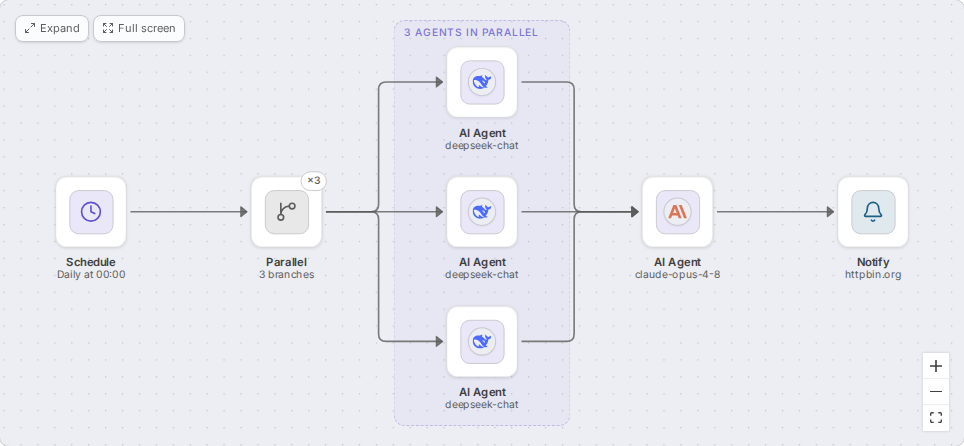 Expand
Full screen
3 AGENTS IN PARALLEL
AI Agent
deepseek-chat
×3
Schedule
Daily at 00:00
Parallel
3 branches
AI Agent
deepseek-chat
AI Agent
claude-opus-4-8
Notify
httpbin.org
AI Agent
deepseek-chat